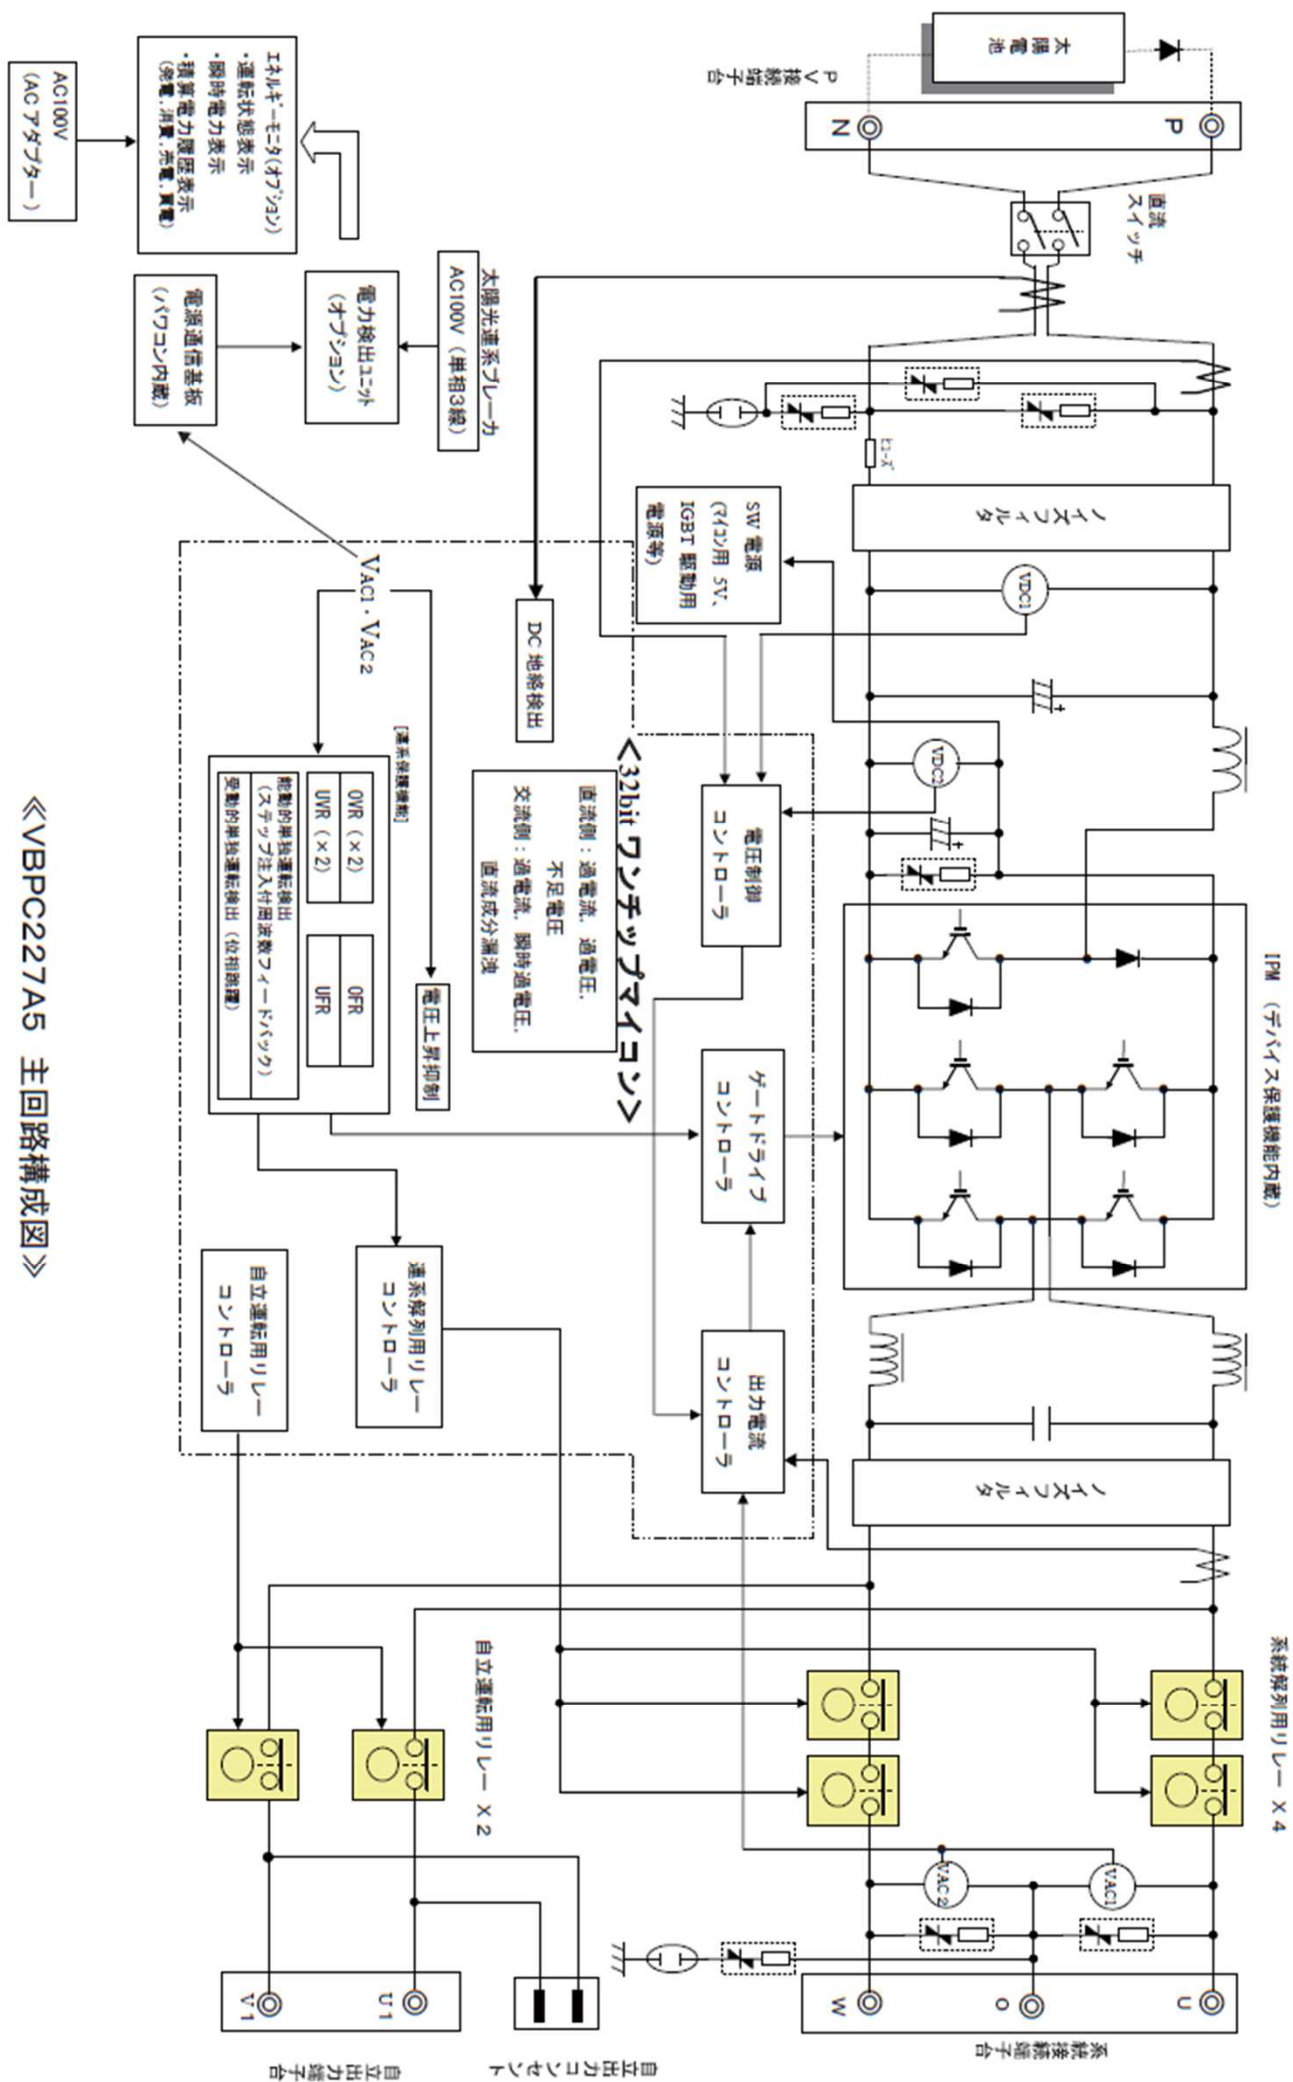 太陽
電池
PV接続端子台
P
N
直流
スイッチ
ヒューズ
ノイズフィルタ
VDC1
VDC2
IPM （デバイス保護機能内蔵）
ノイズフィルタ
系統解列用リレー X4
VAC1
VAC2
U
O
W
系統接続端子台
SW 電源
(マイコン用 5V、
IGBT 駆動用
電源等)
電圧制御
コントローラ
ゲートドライブ
コントローラ
出力電流
コントローラ
<32bit ワンチップマイコン>
DC 地絡検出
直流側：過電流，過電圧，
不足電圧
交流側：過電流，瞬時過電圧，
直流成分漏洩
自立運転用リレー X2
自立出力コンセント
太陽光連系ブレーカ
AC100V（単相3線）
電力検出ユニット
（オプション）
電源通信基板
（パワコン内蔵）
エネルギーモニタ(オプション)
・運転状態表示
・瞬時電力表示
・積算電力履歴表示
(発電、消費、売電、買電)
AC100V
（ACアダプター）
VAC1・VAC2
電圧上昇抑制
[連系保護機能]
OVR（×2）
OFR
UVR（×2）
UFR
能動的単独運転検出
（ステップ注入付周波数フィードバック）
受動的単独運転検出（位相跳躍）
連系解列用リレー
コントローラ
自立運転用リレー
コントローラ
U1
V1
自立出力端子台
≪VBPC227A5 主回路構成図≫